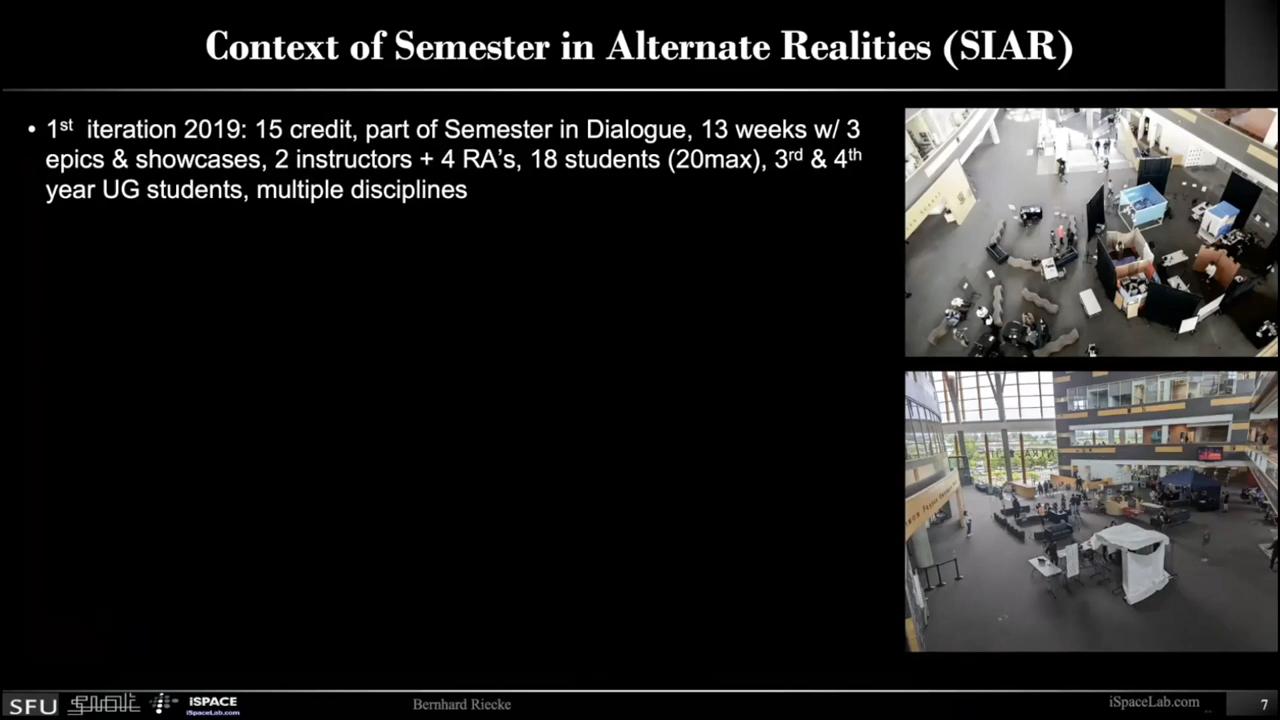 Context of Semester in Alternate Realities (SIAR)
• 1st iteration 2019: 15 credit, part of Semester in Dialogue, 13 weeks w/ 3
epics & showcases, 2 instructors + 4 RA's, 18 students (20max), 3rd & 4th
year UG students, multiple disciplines
SFU
iSPACE
iSpaceLab.com
Bernhard Riecke
iSpaceLab.com
7